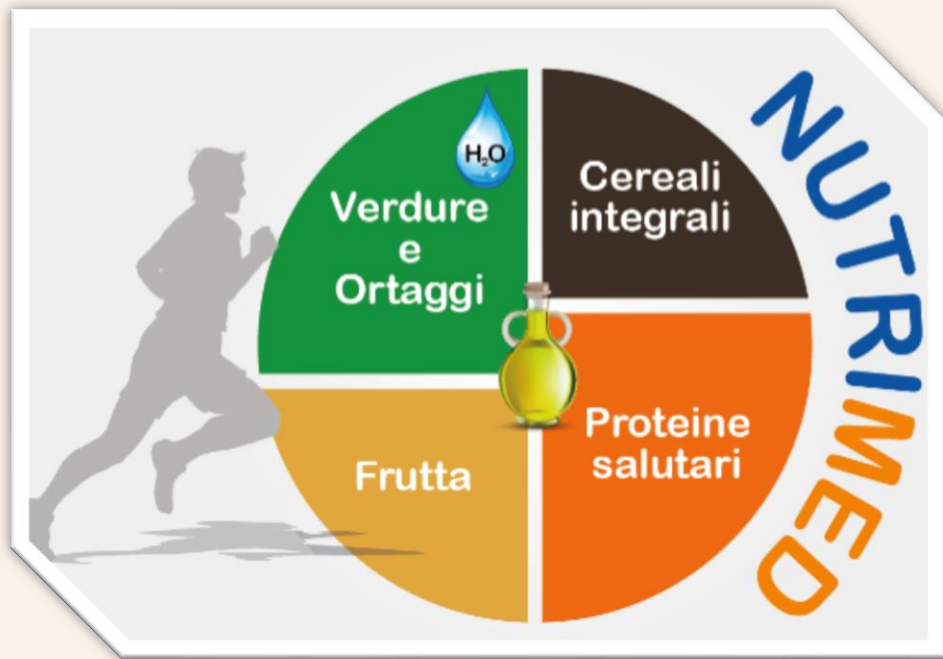 H₂O
Verdure
e
Ortaggi
Cereali
integrali
Frutta
Proteine
salutari
NUTRIMED